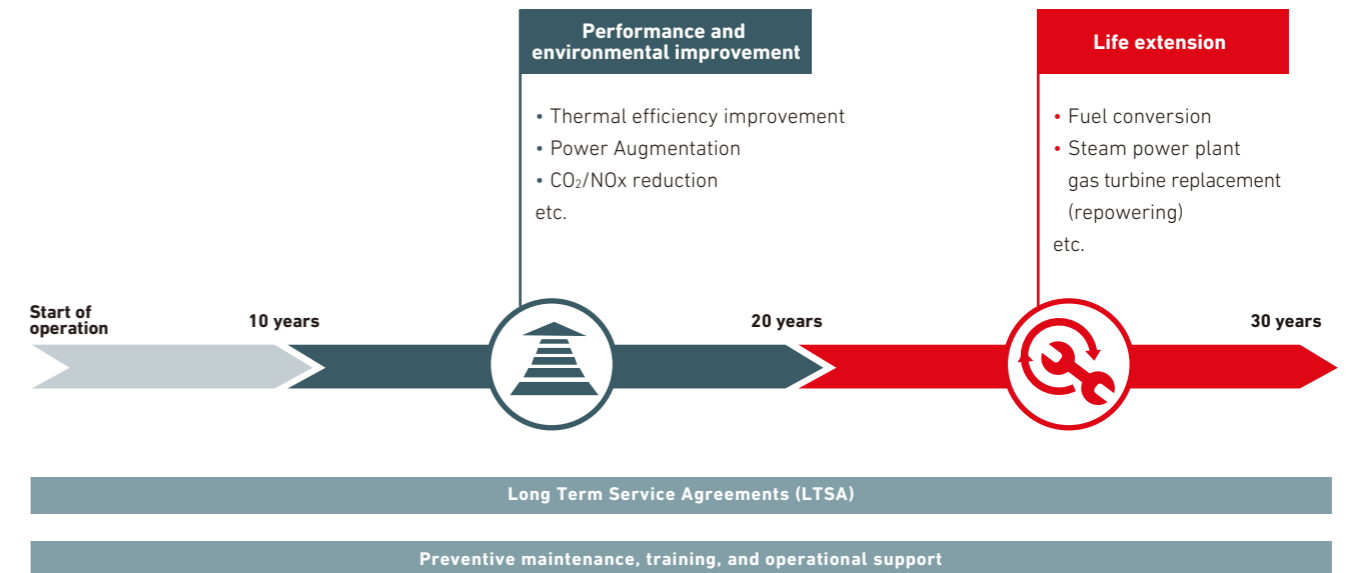 Performance and
environmental improvement
• Thermal efficiency improvement
• Power Augmentation
• CO₂/NOx reduction
etc.
Life extension
• Fuel conversion
• Steam power plant
gas turbine replacement
(repowering)
etc.
Start of
operation
10 years
20 years
30 years
Long Term Service Agreements (LTSA)
Preventive maintenance, training, and operational support